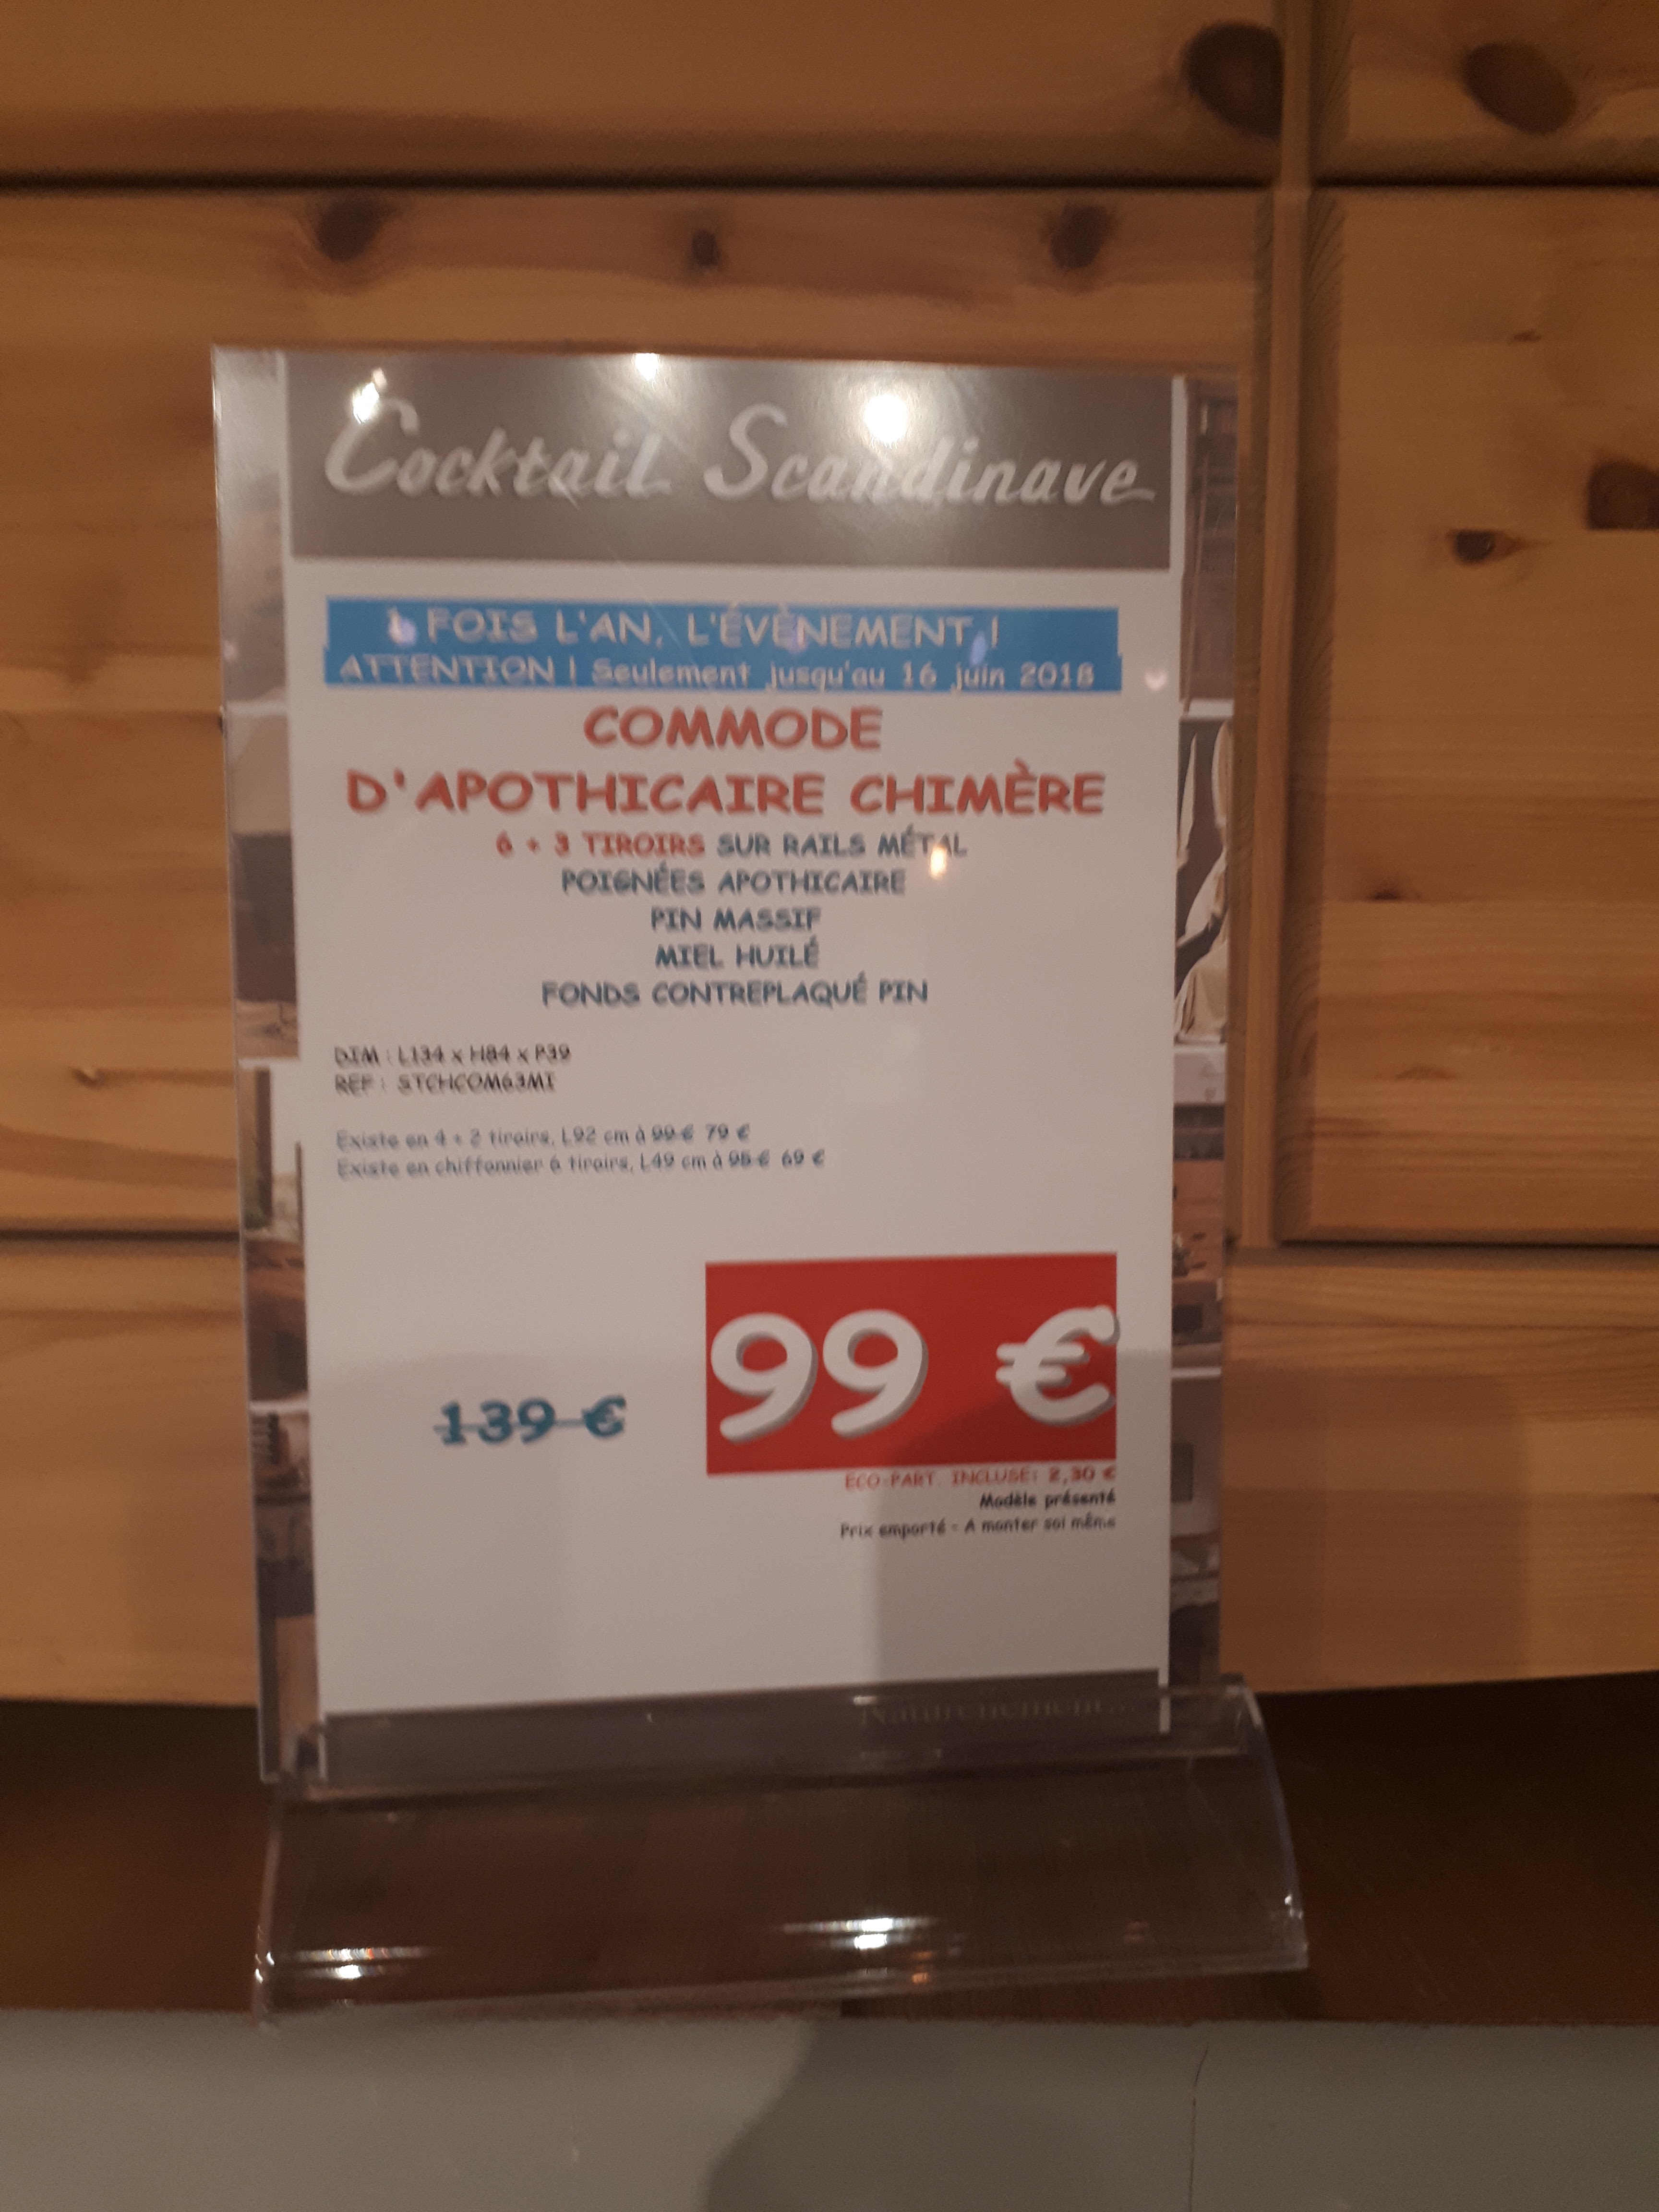 Cocktail Scandinave
1 FOIS L'AN, L'ÉVÈNEMENT !
ATTENTION ! Seulement jusqu'au 16 juin 2018
COMMODE
D'APOTHICAIRE CHIMÈRE
6 + 3 TIROIRS SUR RAILS MÉTAL
POIGNÉES APOTHICAIRE
PIN MASSIF
MIEL HUILÉ
FONDS CONTREPLAQUÉ PIN
DIM : L134 x H84 x P39
REF : STCHCOM63MI
Existe en 4 + 2 tiroirs, L92 cm à 99 € 79 €
Existe en chiffonnier 6 tiroirs, L49 cm à 95 € 69 €
99 €
139 €
ECO-PART. INCLUSE: 2,30 €
Modèle présenté
Prix emporté - A monter soi même